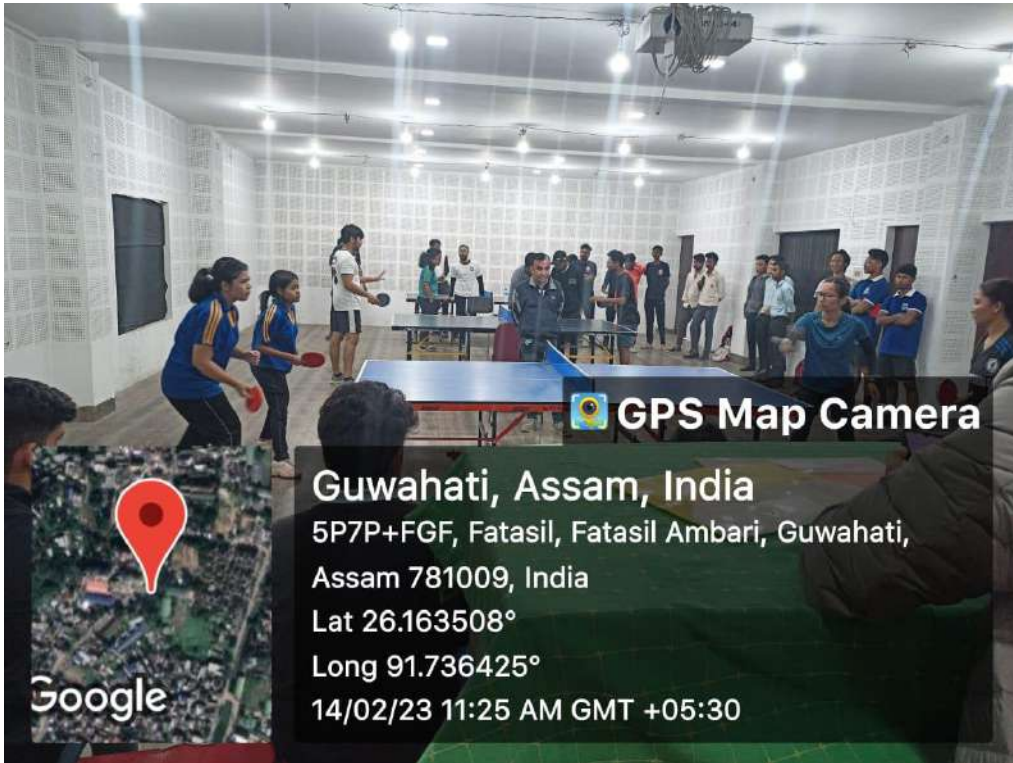 GPS Map Camera
Guwahati, Assam, India
5P7P+FGF, Fatasil, Fatasil Ambari, Guwahati,
Assam 781009, India
Lat 26.163508°
Long 91.736425°
14/02/23 11:25 AM GMT +05:30
Google